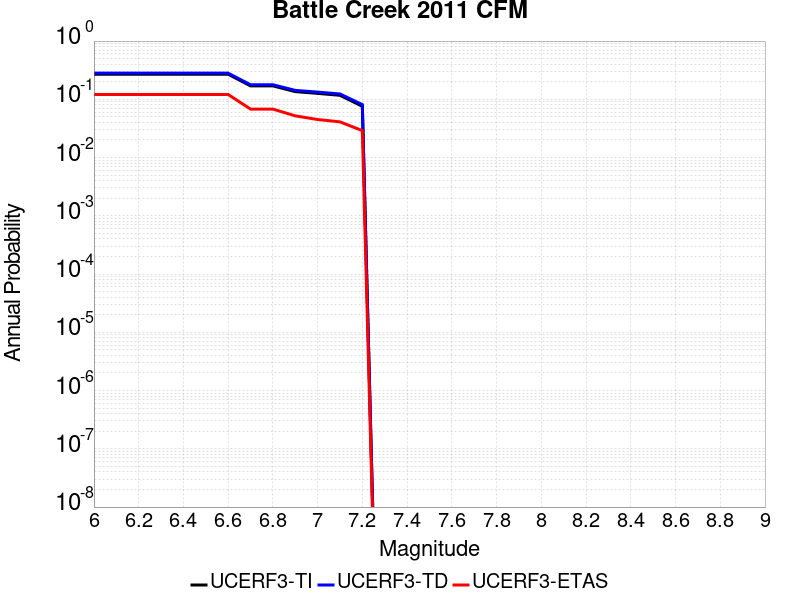 Battle Creek 2011 CFM
10^0
10^-1
10^-2
10^-3
10^-4
10^-5
10^-6
10^-7
10^-8
Annual Probability
6 6.2 6.4 6.6 6.8 7 7.2 7.4 7.6 7.8 8 8.2 8.4 8.6 8.8 9
Magnitude
UCERF3-TI UCERF3-TD UCERF3-ETAS